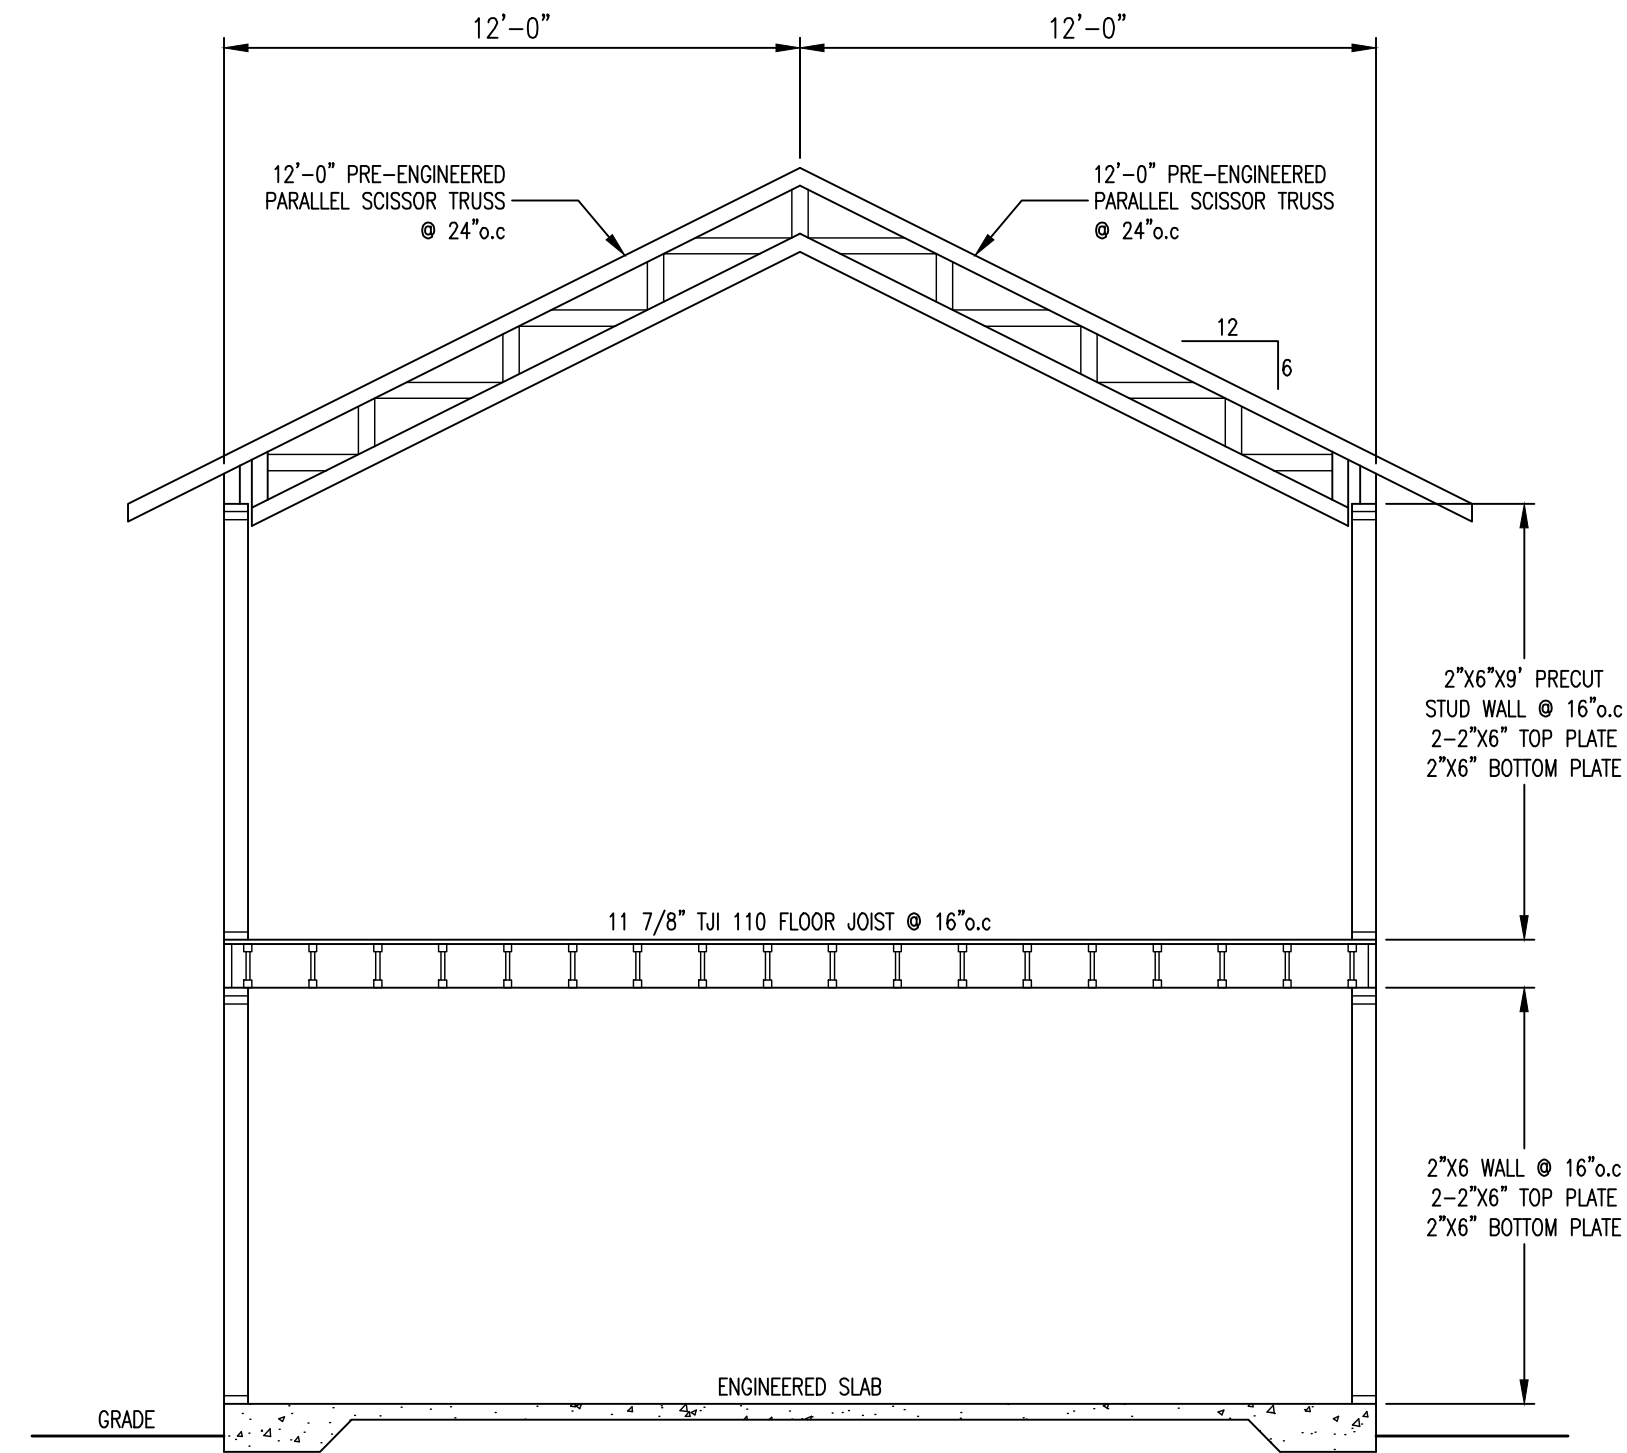 12'-0" 12'-0"
12'-0" PRE-ENGINEERED
PARALLEL SCISSOR TRUSS
@ 24"o.c
12'-0" PRE-ENGINEERED
PARALLEL SCISSOR TRUSS
@ 24"o.c
12
6
2"X6"X9' PRECUT
STUD WALL @ 16"o.c
2-2"X6" TOP PLATE
2"X6" BOTTOM PLATE
11 7/8" TJI 110 FLOOR JOIST @ 16"o.c
2"X6 WALL @ 16"o.c
2-2"X6" TOP PLATE
2"X6" BOTTOM PLATE
ENGINEERED SLAB
GRADE